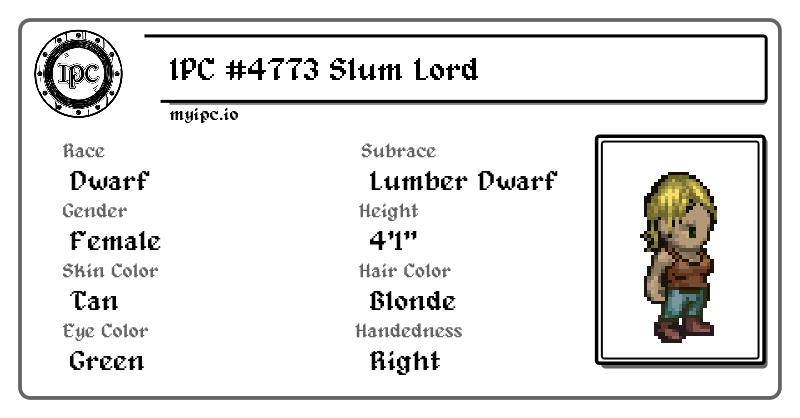 IPC
IPC #4773 Slum Lord
myipc.io
Race
Subrace
Dwarf
Lumber Dwarf
Gender
Height
Female
4'1"
Skin Color
Hair Color
Tan
Blonde
Eye Color
Handedness
Green
Right